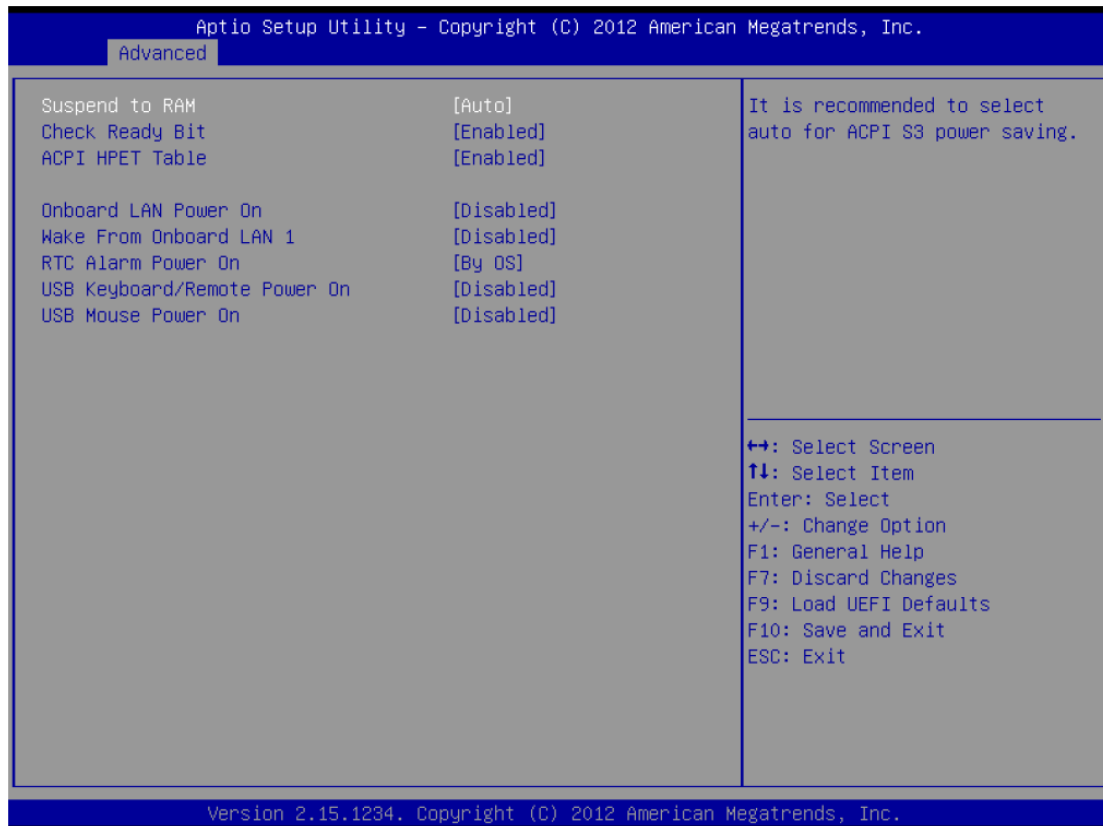 Aptio Setup Utility – Copyright (C) 2012 American Megatrends, Inc.
Advanced
Suspend to RAM [Auto]
Check Ready Bit [Enabled]
ACPI HPET Table [Enabled]
Onboard LAN Power On [Disabled]
Wake From Onboard LAN 1 [Disabled]
RTC Alarm Power On [By OS]
USB Keyboard/Remote Power On [Disabled]
USB Mouse Power On [Disabled]
It is recommended to select
auto for ACPI S3 power saving.
↔: Select Screen
↑↓: Select Item
Enter: Select
+/-: Change Option
F1: General Help
F7: Discard Changes
F9: Load UEFI Defaults
F10: Save and Exit
ESC: Exit
Version 2.15.1234. Copyright (C) 2012 American Megatrends, Inc.